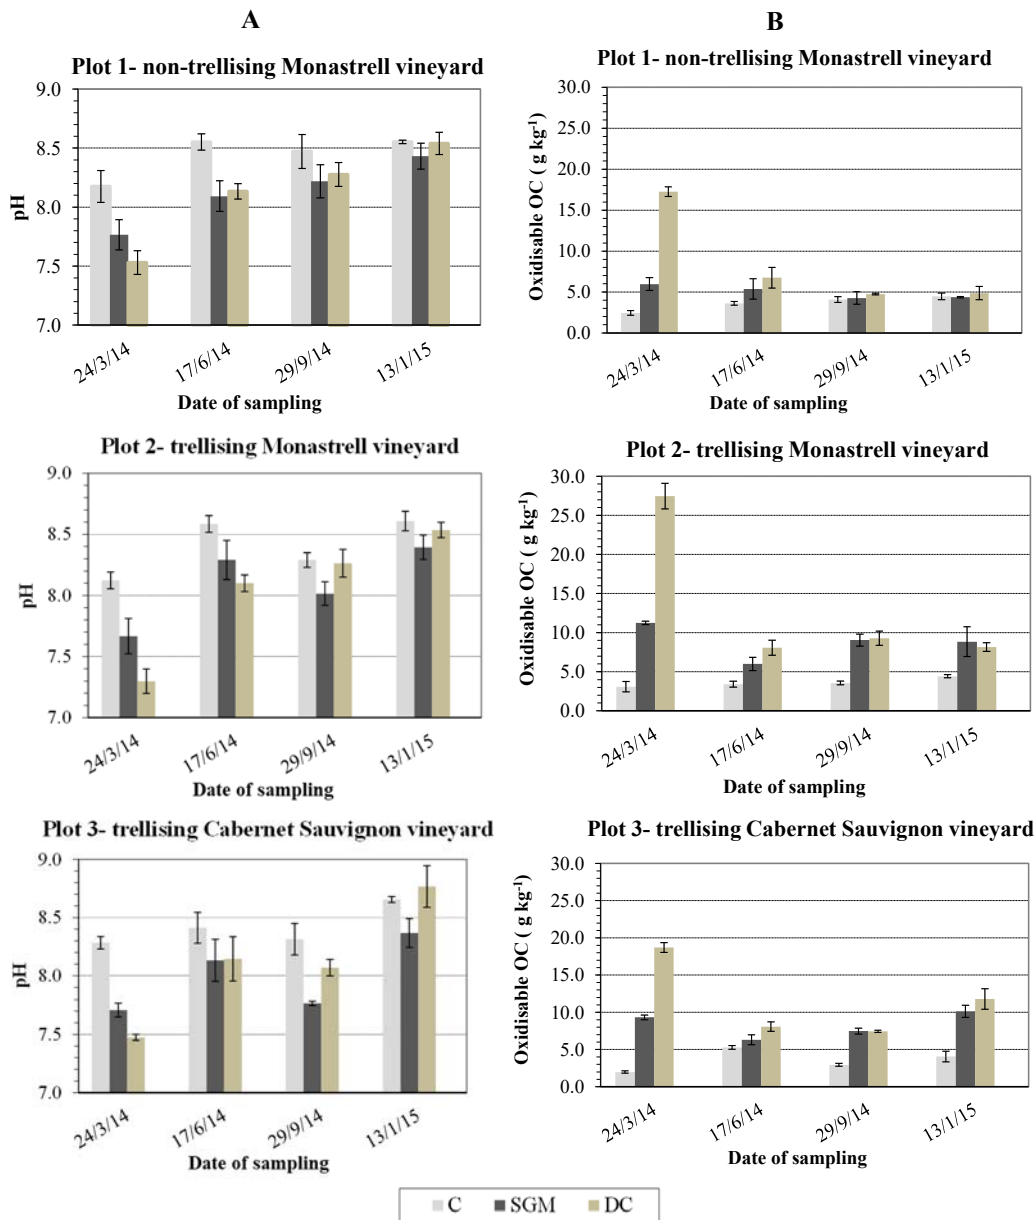 A
B
Plot 1- non-trellising Monastrell vineyard
9.0
8.5
8.0
7.5
7.0
pH
24/3/14
17/6/14
29/9/14
13/1/15
Date of sampling
Plot 1- non-trellising Monastrell vineyard
30.0
25.0
20.0
15.0
10.0
5.0
0.0
Oxidisable OC ( g kg-1)
24/3/14
17/6/14
29/9/14
13/1/15
Date of sampling
Plot 2- trellising Monastrell vineyard
9.0
8.5
8.0
7.5
7.0
pH
24/3/14
17/6/14
29/9/14
13/1/15
Date of sampling
Plot 2- trellising Monastrell vineyard
30.0
25.0
20.0
15.0
10.0
5.0
0.0
Oxidisable OC ( g kg-1)
24/3/14
17/6/14
29/9/14
13/1/15
Date of sampling
Plot 3- trellising Cabernet Sauvignon vineyard
9.0
8.5
8.0
7.5
7.0
pH
24/3/14
17/6/14
29/9/14
13/1/15
Date of sampling
Plot 3- trellising Cabernet Sauvignon vineyard
30.0
25.0
20.0
15.0
10.0
5.0
0.0
Oxidisable OC ( g kg-1)
24/3/14
17/6/14
29/9/14
13/1/15
Date of sampling
C SGM DC